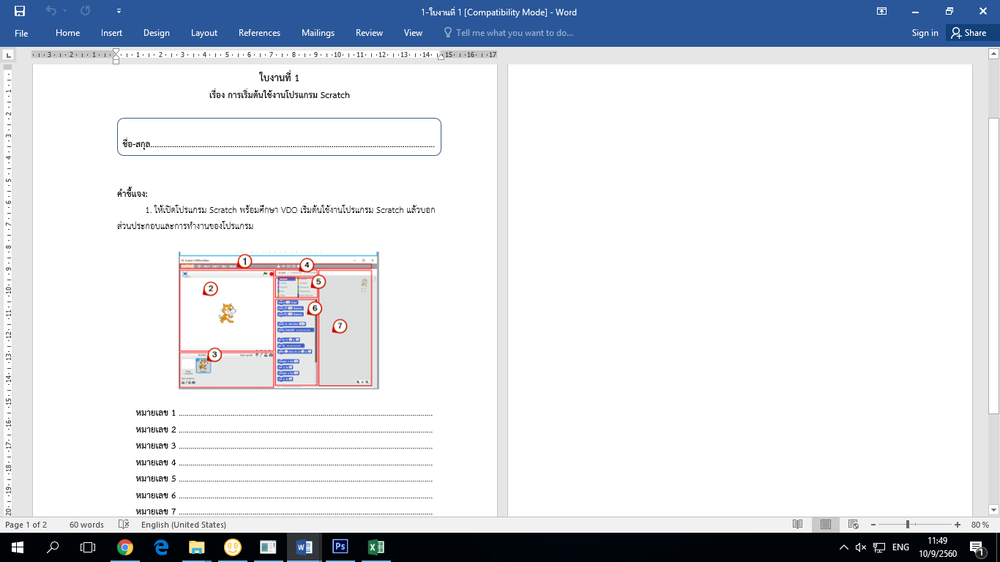 1-ใบงานที่ 1 [Compatibility Mode] - Word
File Home Insert Design Layout References Mailings Review View Tell me what you want to do... Sign in Share
ใบงานที่ 1
เรื่อง การเริ่มต้นใช้งานโปรแกรม Scratch
ชื่อ-สกุล
คำชี้แจง:
1. ให้เปิดโปรแกรม Scratch พร้อมศึกษา VDO เริ่มต้นใช้งานโปรแกรม Scratch แล้วบอก
ส่วนประกอบและการทำงานของโปรแกรม
1
4
2
5
6
7
3
หมายเลข 1
หมายเลข 2
หมายเลข 3
หมายเลข 4
หมายเลข 5
หมายเลข 6
หมายเลข 7
Page 1 of 2 60 words English (United States) 80 %
ENG 11:49
10/9/2560